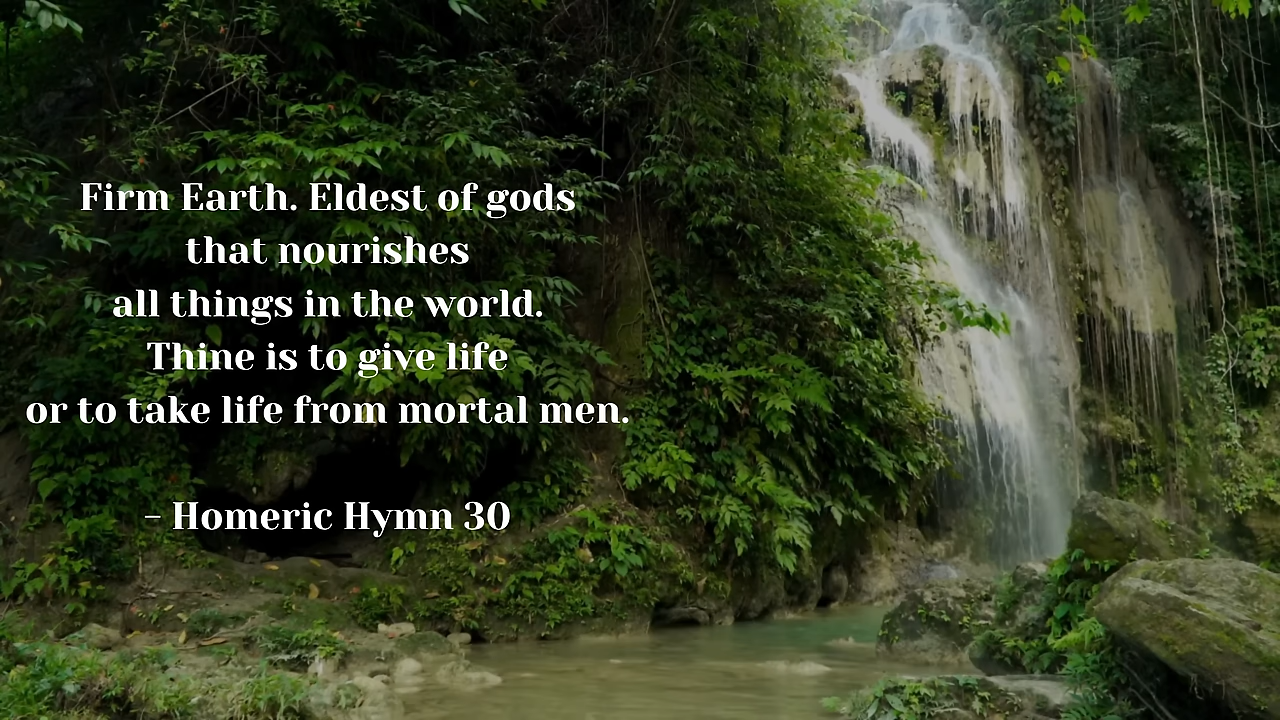 Firm Earth. Eldest of gods
that nourishes
all things in the world.
Thine is to give life
or to take life from mortal men.
– Homeric Hymn 30